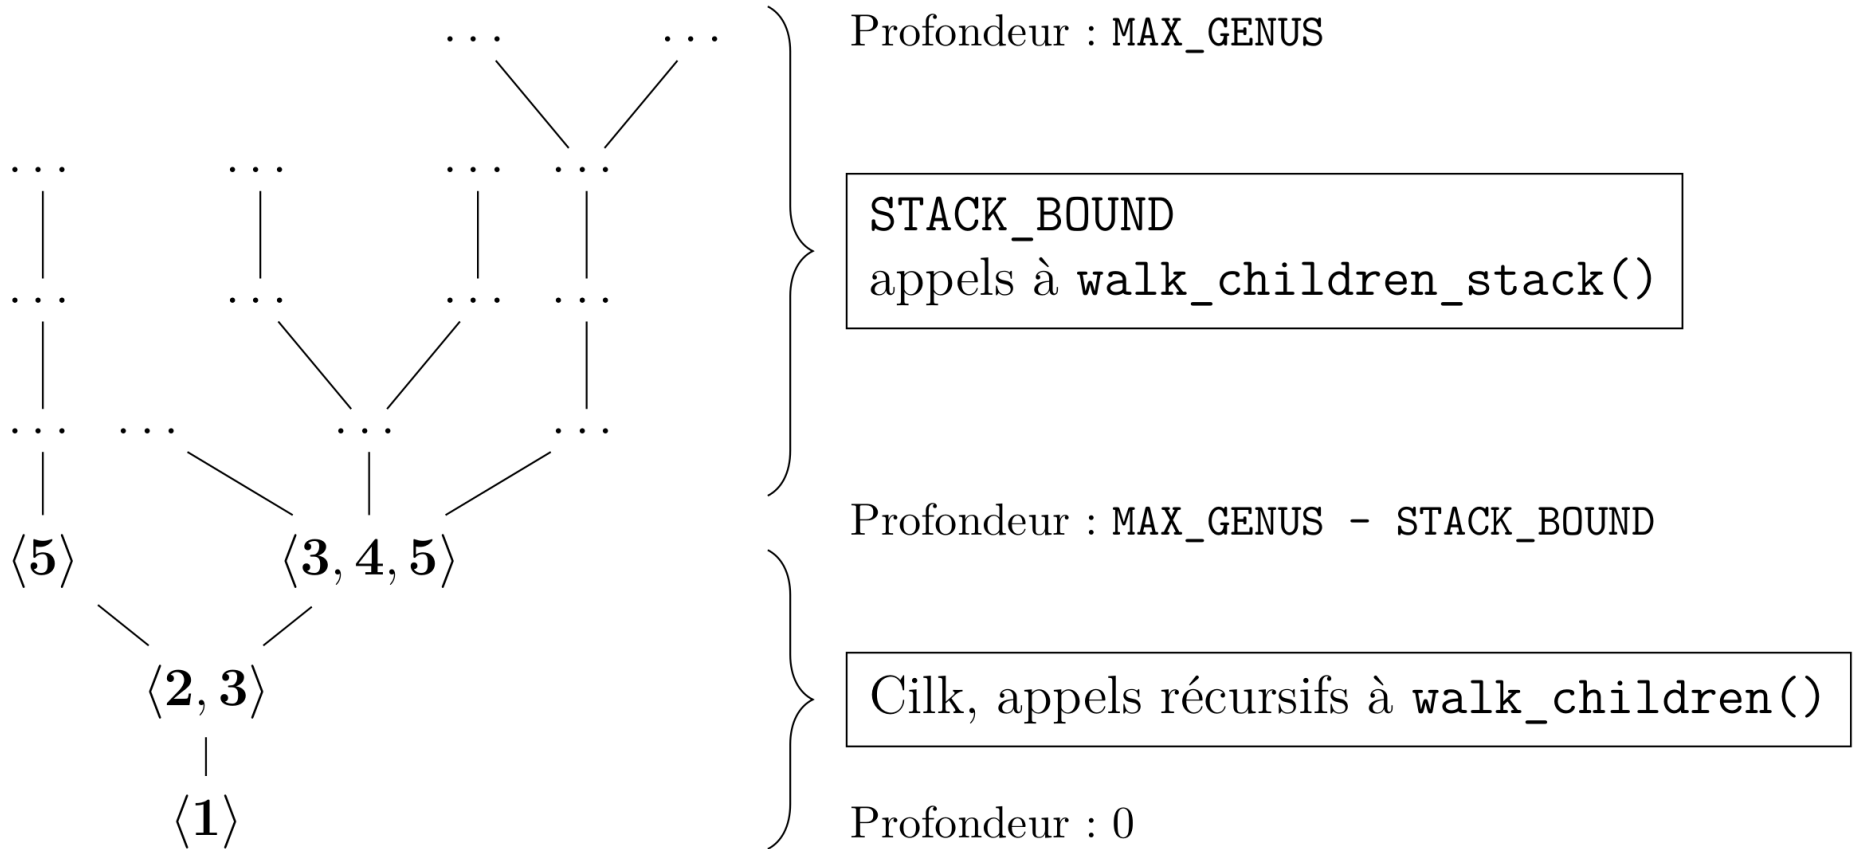 ... ...
Profondeur : MAX_GENUS
... ... ... ...
STACK_BOUND
appels à walk_children_stack()
... ... ... ...
... ... ... ...
Profondeur : MAX_GENUS - STACK_BOUND
⟨5⟩ ⟨3, 4, 5⟩
⟨2, 3⟩
Cilk, appels récursifs à walk_children()
⟨1⟩
Profondeur : 0